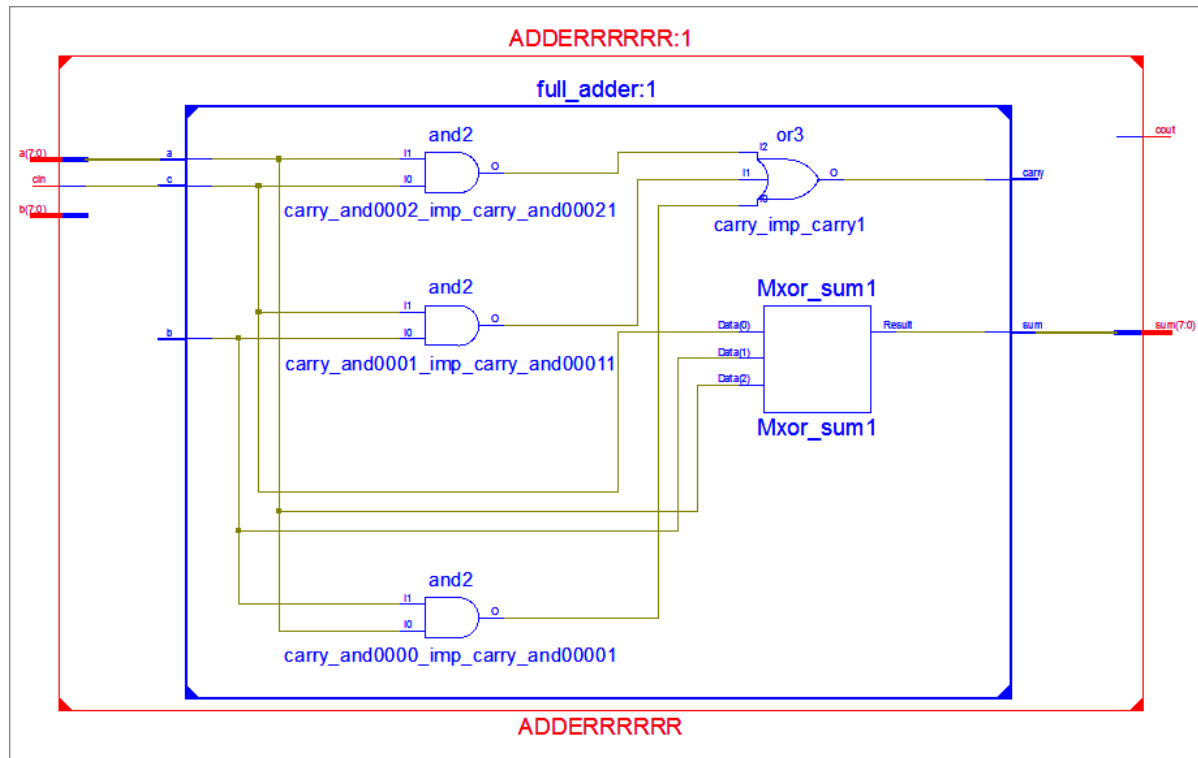 ADDERRRRRR:1
full_adder:1
and2
or3
cout
a(7:0)
a
I1
O
I2
cin
c
I0
I1
O
carry
b(7:0)
I0
carry_and0002_imp_carry_and00021
carry_imp_carry1
and2
Mxor_sum1
I1
O
b
I0
Data(0)
Result
sum
sum(7:0)
carry_and0001_imp_carry_and00011
Data(1)
Data(2)
Mxor_sum1
and2
I1
O
I0
carry_and0000_imp_carry_and00001
ADDERRRRRR